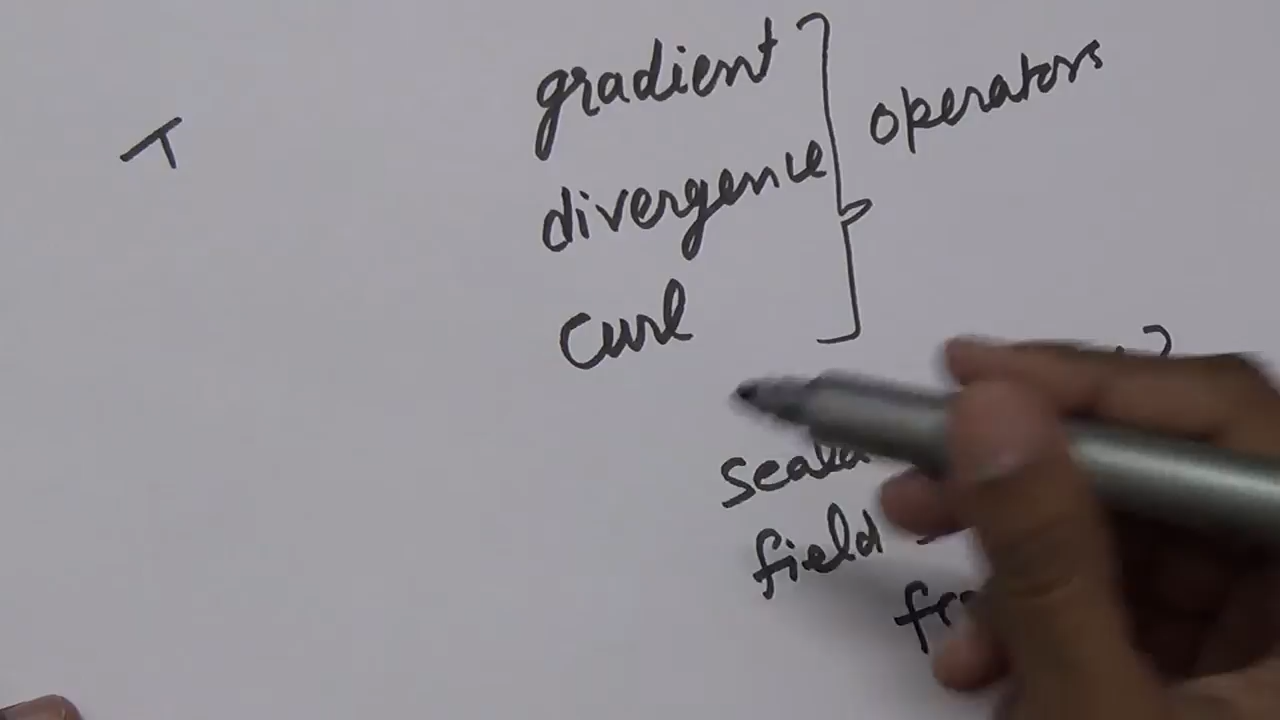 T
gradient
operators
divergence
curl
field